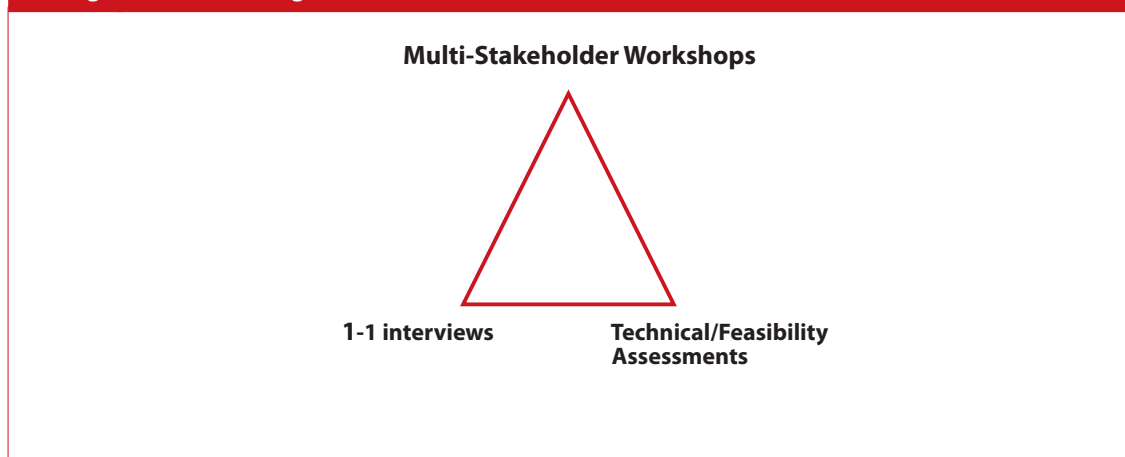 Multi-Stakeholder Workshops
1-1 interviews
Technical/Feasibility
Assessments